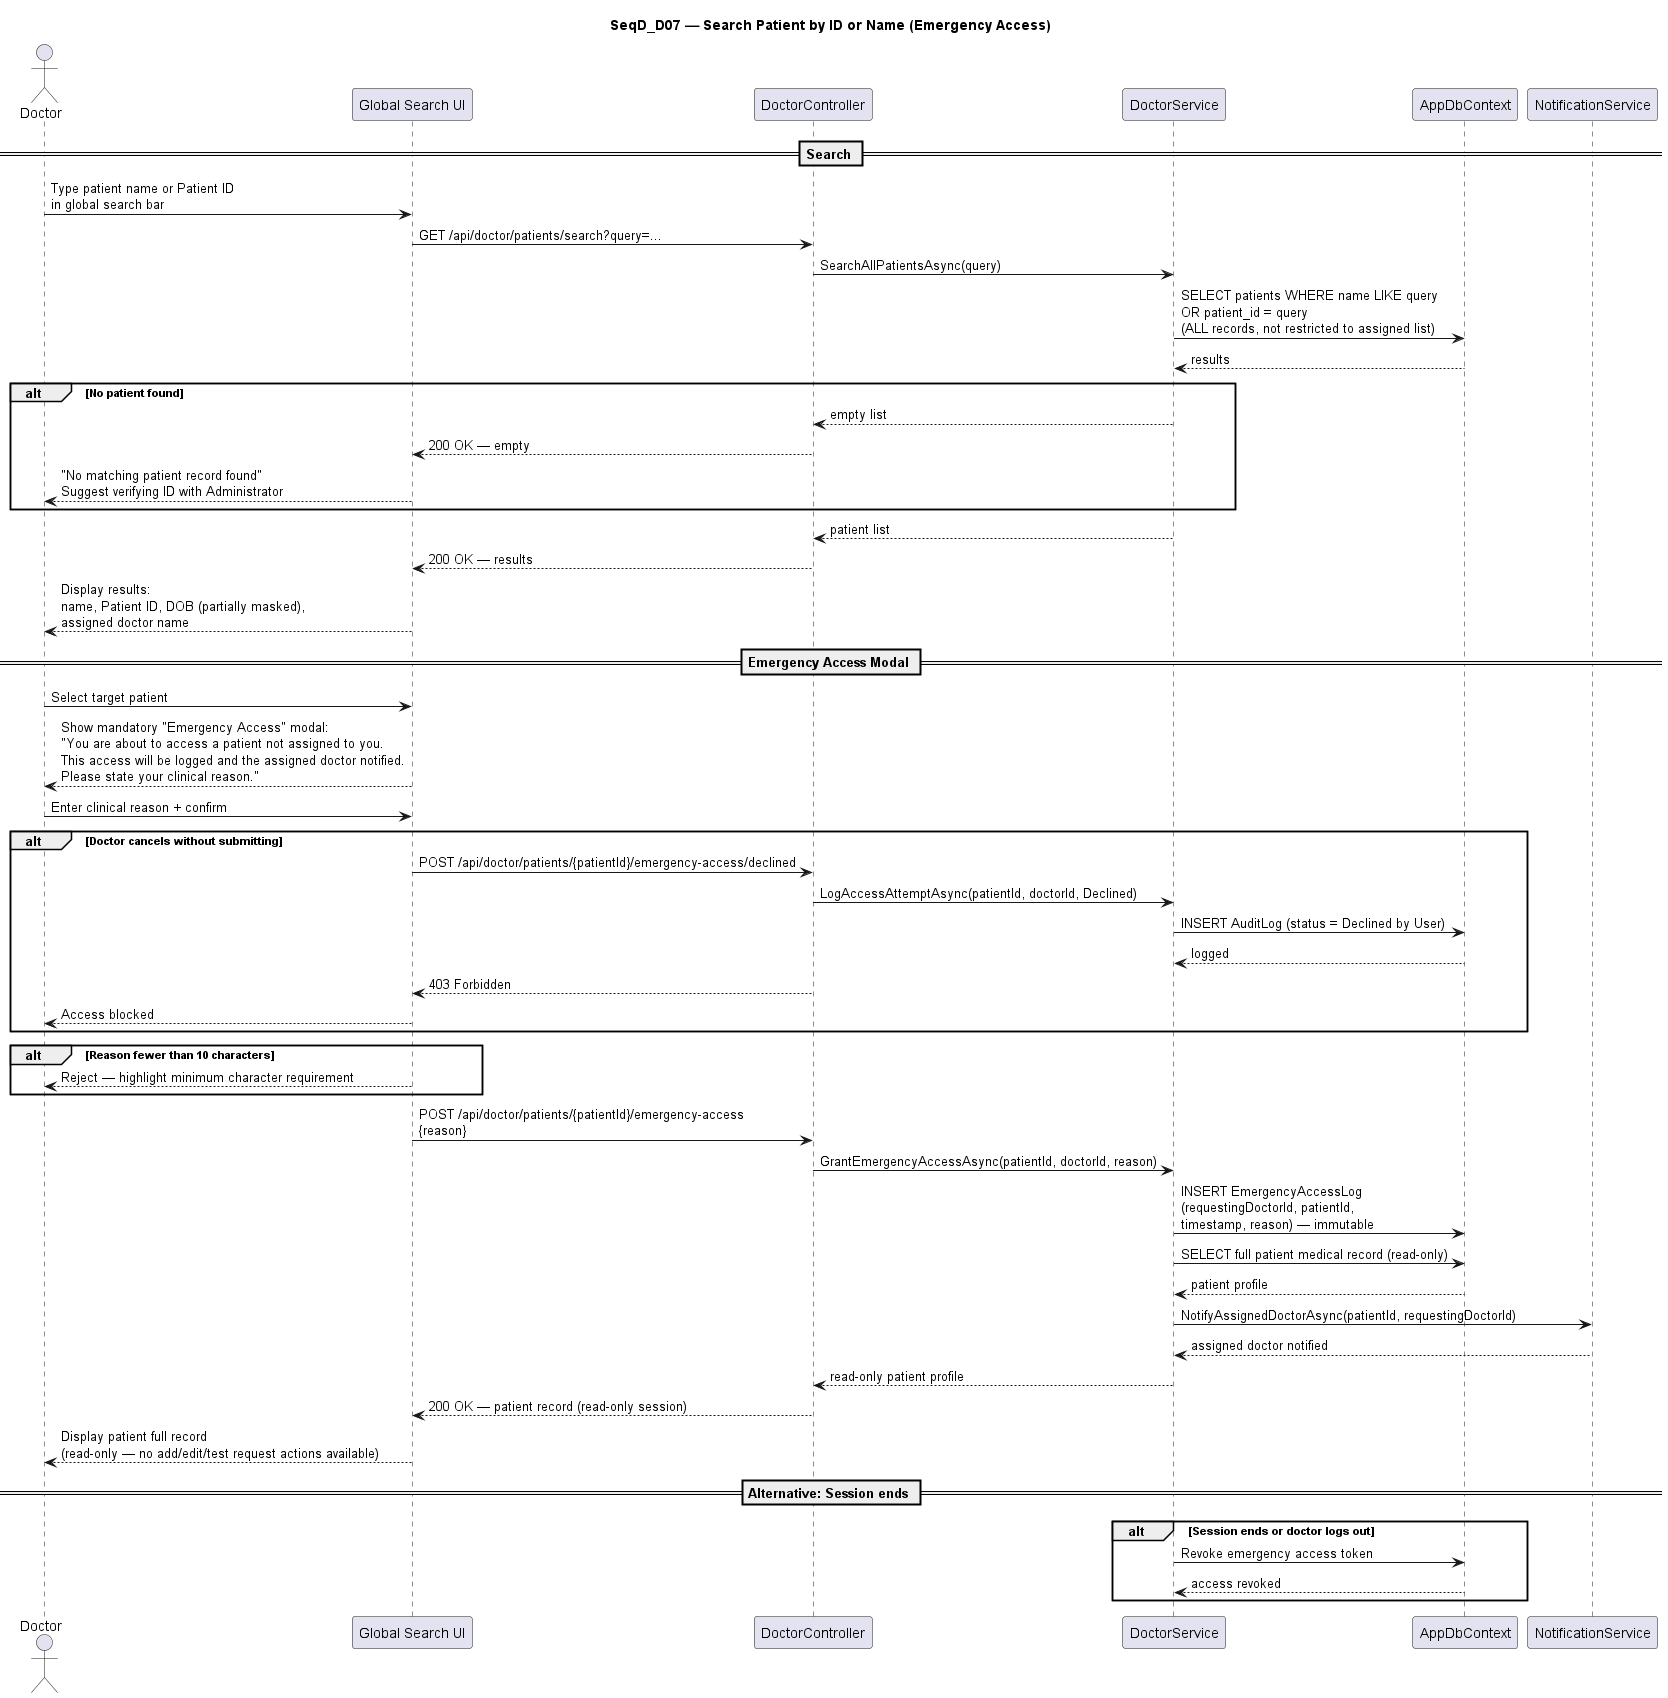 SeqD_D07 — Search Patient by ID or Name (Emergency Access)
Doctor
Global Search UI
DoctorController
DoctorService
AppDbContext
NotificationService
Search
Type patient name or Patient ID
in global search bar
GET /api/doctor/patients/search?query=...
SearchAllPatientsAsync(query)
SELECT patients WHERE name LIKE query
OR patient_id = query
(ALL records, not restricted to assigned list)
results
alt
[No patient found]
empty list
200 OK — empty
"No matching patient record found"
Suggest verifying ID with Administrator
patient list
200 OK — results
Display results:
name, Patient ID, DOB (partially masked),
assigned doctor name
Emergency Access Modal
Select target patient
Show mandatory "Emergency Access" modal:
"You are about to access a patient not assigned to you.
This access will be logged and the assigned doctor notified.
Please state your clinical reason."
Enter clinical reason + confirm
alt
[Doctor cancels without submitting]
POST /api/doctor/patients/{patientId}/emergency-access/declined
LogAccessAttemptAsync(patientId, doctorId, Declined)
INSERT AuditLog (status = Declined by User)
logged
403 Forbidden
Access blocked
alt
[Reason fewer than 10 characters]
Reject — highlight minimum character requirement
POST /api/doctor/patients/{patientId}/emergency-access
{reason}
GrantEmergencyAccessAsync(patientId, doctorId, reason)
INSERT EmergencyAccessLog
(requestingDoctorId, patientId,
timestamp, reason) — immutable
SELECT full patient medical record (read-only)
patient profile
NotifyAssignedDoctorAsync(patientId, requestingDoctorId)
assigned doctor notified
read-only patient profile
200 OK — patient record (read-only session)
Display patient full record
(read-only — no add/edit/test request actions available)
Alternative: Session ends
alt
[Session ends or doctor logs out]
Revoke emergency access token
access revoked
Doctor
Global Search UI
DoctorController
DoctorService
AppDbContext
NotificationService